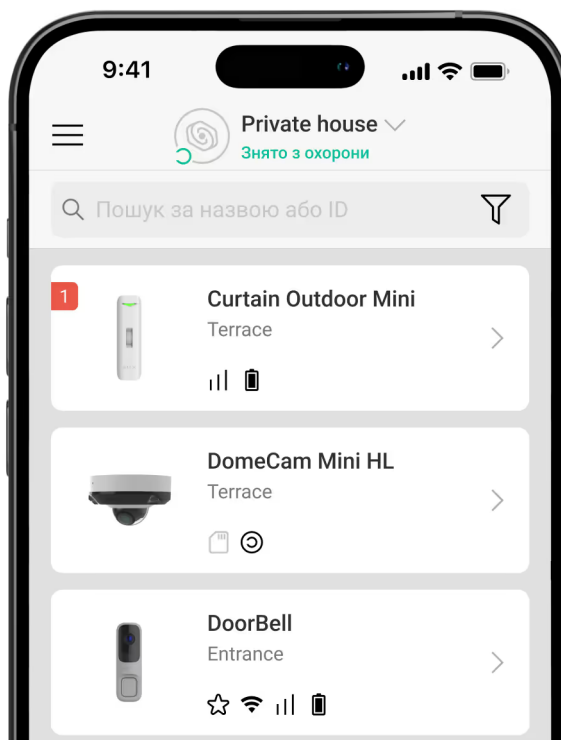 9:41
Private house
Знято з охорони
Пошук за назвою або ID
1
Curtain Outdoor Mini
Terrace
DomeCam Mini HL
Terrace
DoorBell
Entrance